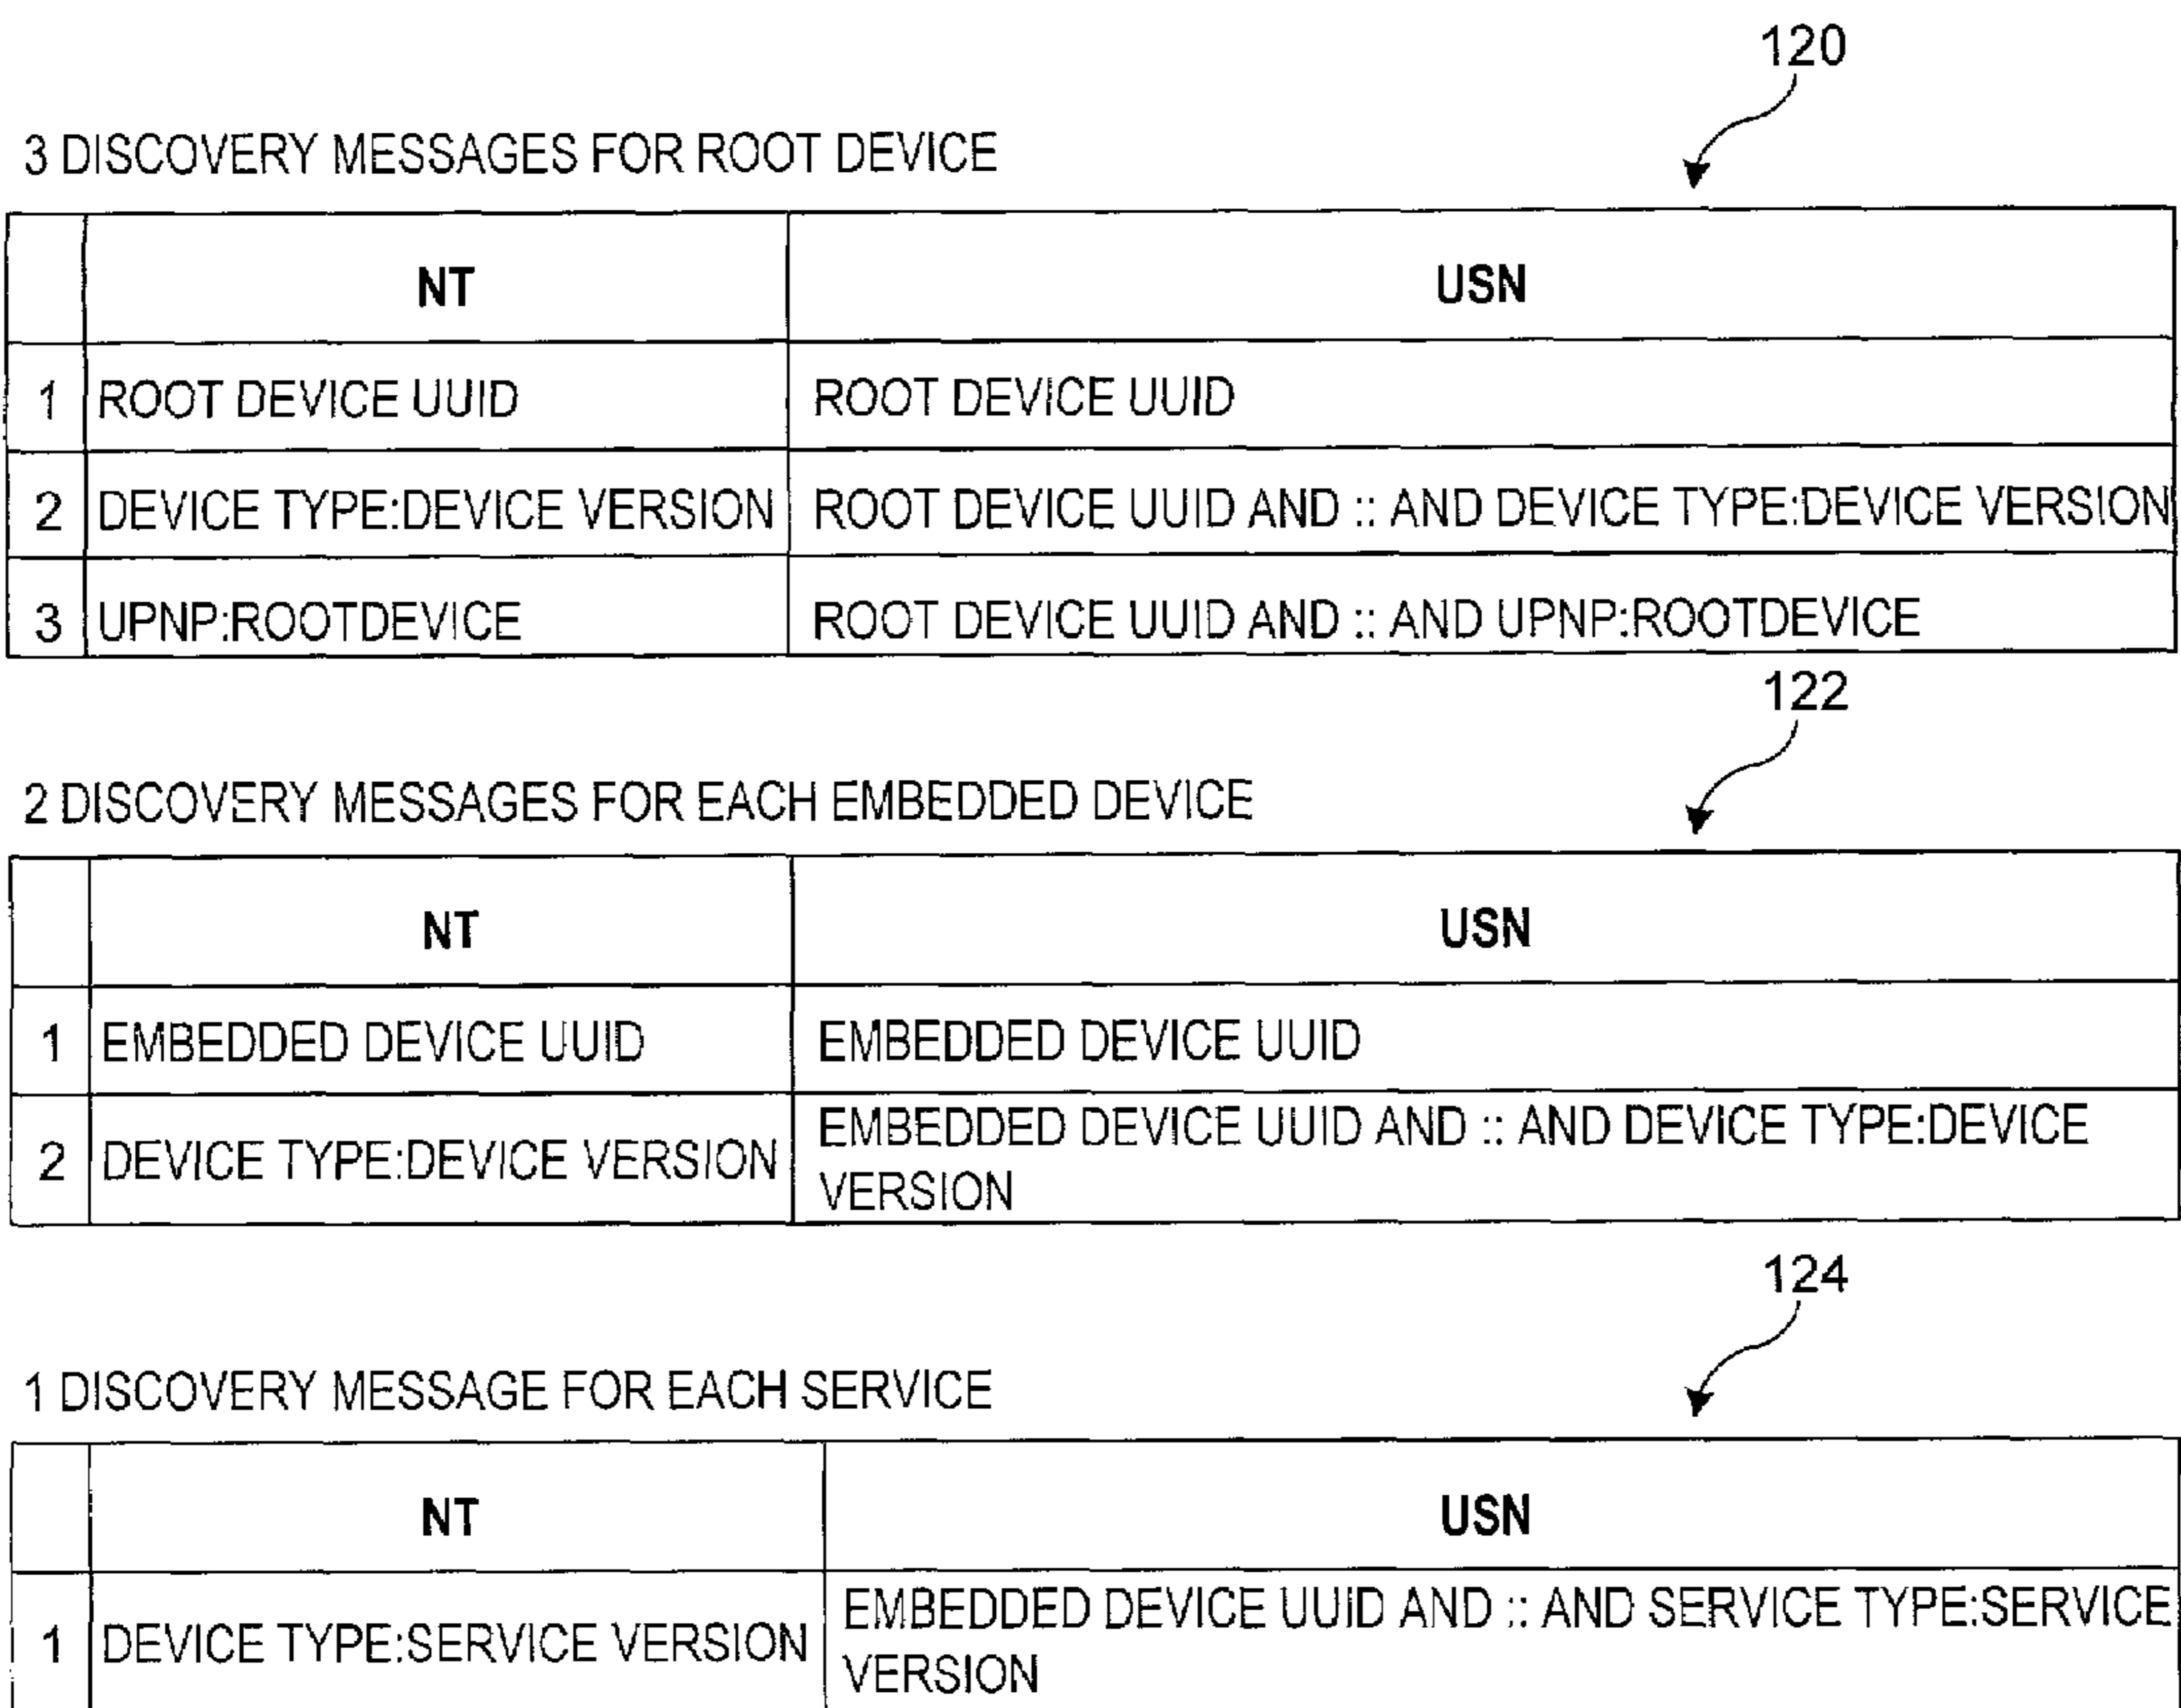 120
3 DISCOVERY MESSAGES FOR ROOT DEVICE
NT USN
1 ROOT DEVICE UUID ROOT DEVICE UUID
2 DEVICE TYPE:DEVICE VERSION ROOT DEVICE UUID AND :: AND DEVICE TYPE:DEVICE VERSION
3 UPNP:ROOTDEVICE ROOT DEVICE UUID AND :: AND UPNP:ROOTDEVICE
122
2 DISCOVERY MESSAGES FOR EACH EMBEDDED DEVICE
NT USN
1 EMBEDDED DEVICE UUID EMBEDDED DEVICE UUID
2 DEVICE TYPE:DEVICE VERSION EMBEDDED DEVICE UUID AND :: AND DEVICE TYPE:DEVICE
VERSION
124
1 DISCOVERY MESSAGE FOR EACH SERVICE
NT USN
1 DEVICE TYPE:SERVICE VERSION EMBEDDED DEVICE UUID AND :: AND SERVICE TYPE:SERVICE
VERSION